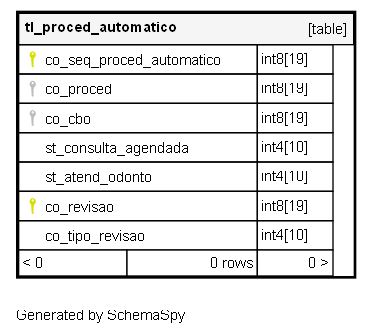 tl_proced_automatico [table]
co_seq_proced_automatico int8[19]
co_proced int8[19]
co_cbo int8[19]
st_consulta_agendada int4[10]
st_atend_odonto int4[10]
co_revisao int8[19]
co_tipo_revisao int4[10]
< 0 0 rows 0 >
Generated by SchemaSpy